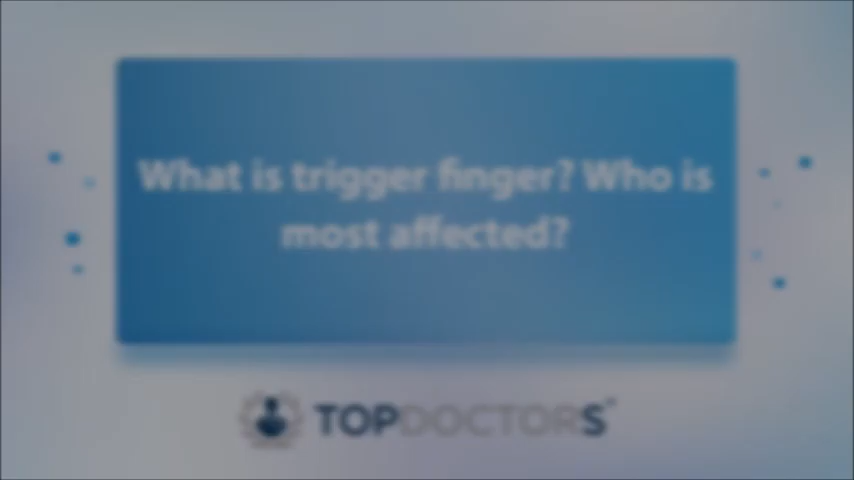 What is trigger finger? Who is
most affected?
TOPDOCTORS